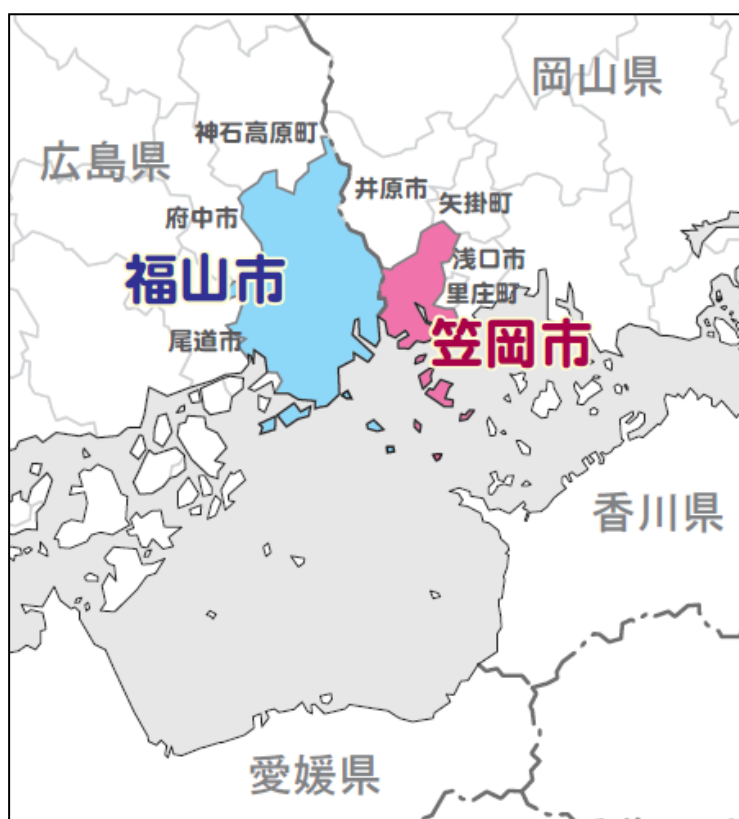 岡山県
神石高原町
広島県
井原市
矢掛町
府中市
浅口市
福山市
里庄町
尾道市
笠岡市
香川県
愛媛県